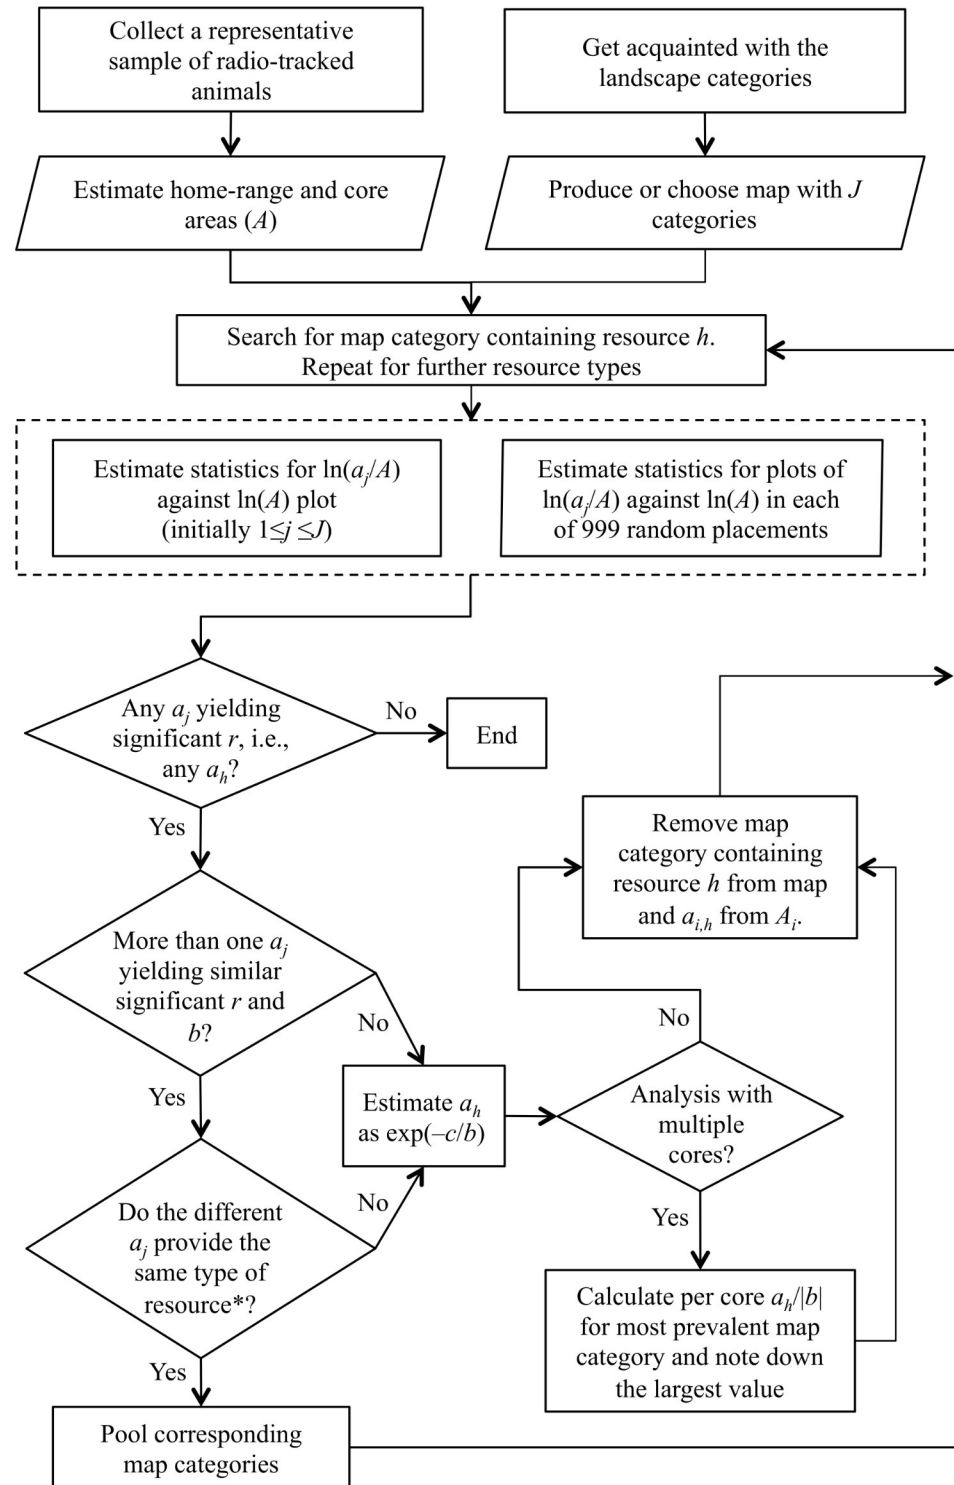 Collect a representative
sample of radio-tracked
animals
Get acquainted with the
landscape categories
Estimate home-range and core
areas (A)
Produce or choose map with J
categories
Search for map category containing resource h.
Repeat for further resource types
Estimate statistics for ln(aj/A)
against ln(A) plot
(initially 1≤j ≤J)
Estimate statistics for plots of
ln(aj/A) against ln(A) in each
of 999 random placements
Any aj yielding
significant r, i.e.,
any ah?
No
End
Yes
More than one aj
yielding similar
significant r and
b?
No
Yes
Estimate ah
as exp(–c/b)
Do the different
aj provide the
same type of
resource*?
No
Yes
Pool corresponding
map categories
Analysis with
multiple
cores?
No
Yes
Remove map
category containing
resource h from map
and ai,h from Ai.
Calculate per core ah/|b|
for most prevalent map
category and note down
the largest value